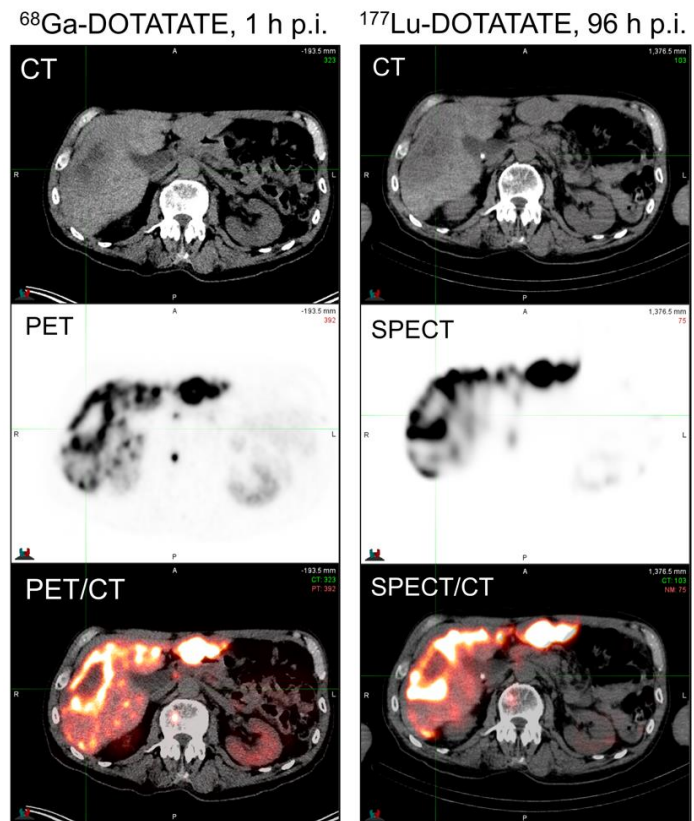 ⁶⁸Ga-DOTATATE, 1 h p.i.
¹⁷⁷Lu-DOTATATE, 96 h p.i.
CT
A
-193.5 mm
323
R
L
P
CT
A
1,376.5 mm
103
R
L
P
PET
A
-193.5 mm
392
R
L
P
SPECT
A
1,376.5 mm
75
R
L
P
PET/CT
A
-193.5 mm
CT: 323
PT: 392
R
L
P
SPECT/CT
A
1,376.5 mm
CT: 103
NM: 75
R
L
P